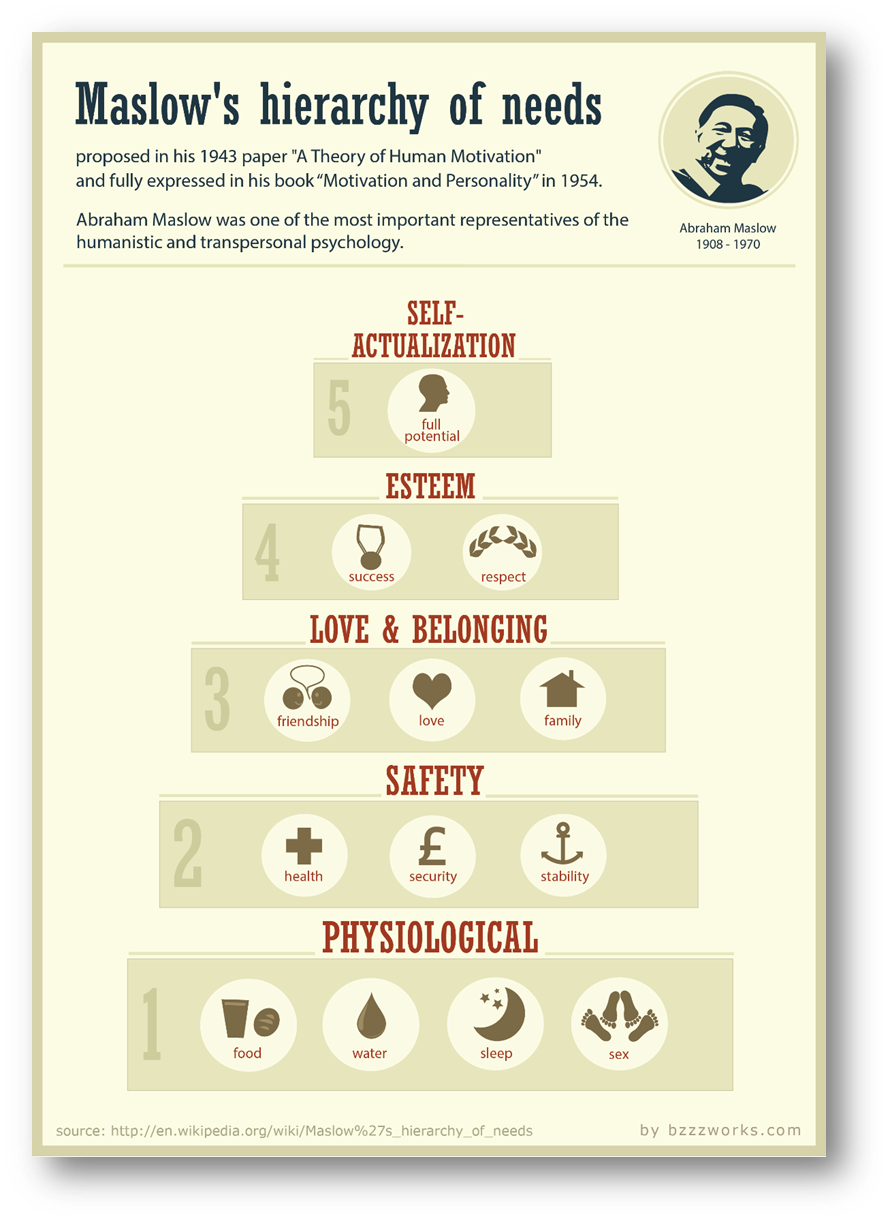 Maslow's hierarchy of needs
proposed in his 1943 paper "A Theory of Human Motivation"
and fully expressed in his book “Motivation and Personality” in 1954.
Abraham Maslow was one of the most important representatives of the
humanistic and transpersonal psychology.
Abraham Maslow
1908 - 1970
SELF-
ACTUALIZATION
5
full
potential
ESTEEM
4
success respect
LOVE & BELONGING
3
friendship love family
SAFETY
2
£
health security stability
PHYSIOLOGICAL
1
food water sleep sex
source: http://en.wikipedia.org/wiki/Maslow%27s_hierarchy_of_needs
by bzzzworks.com